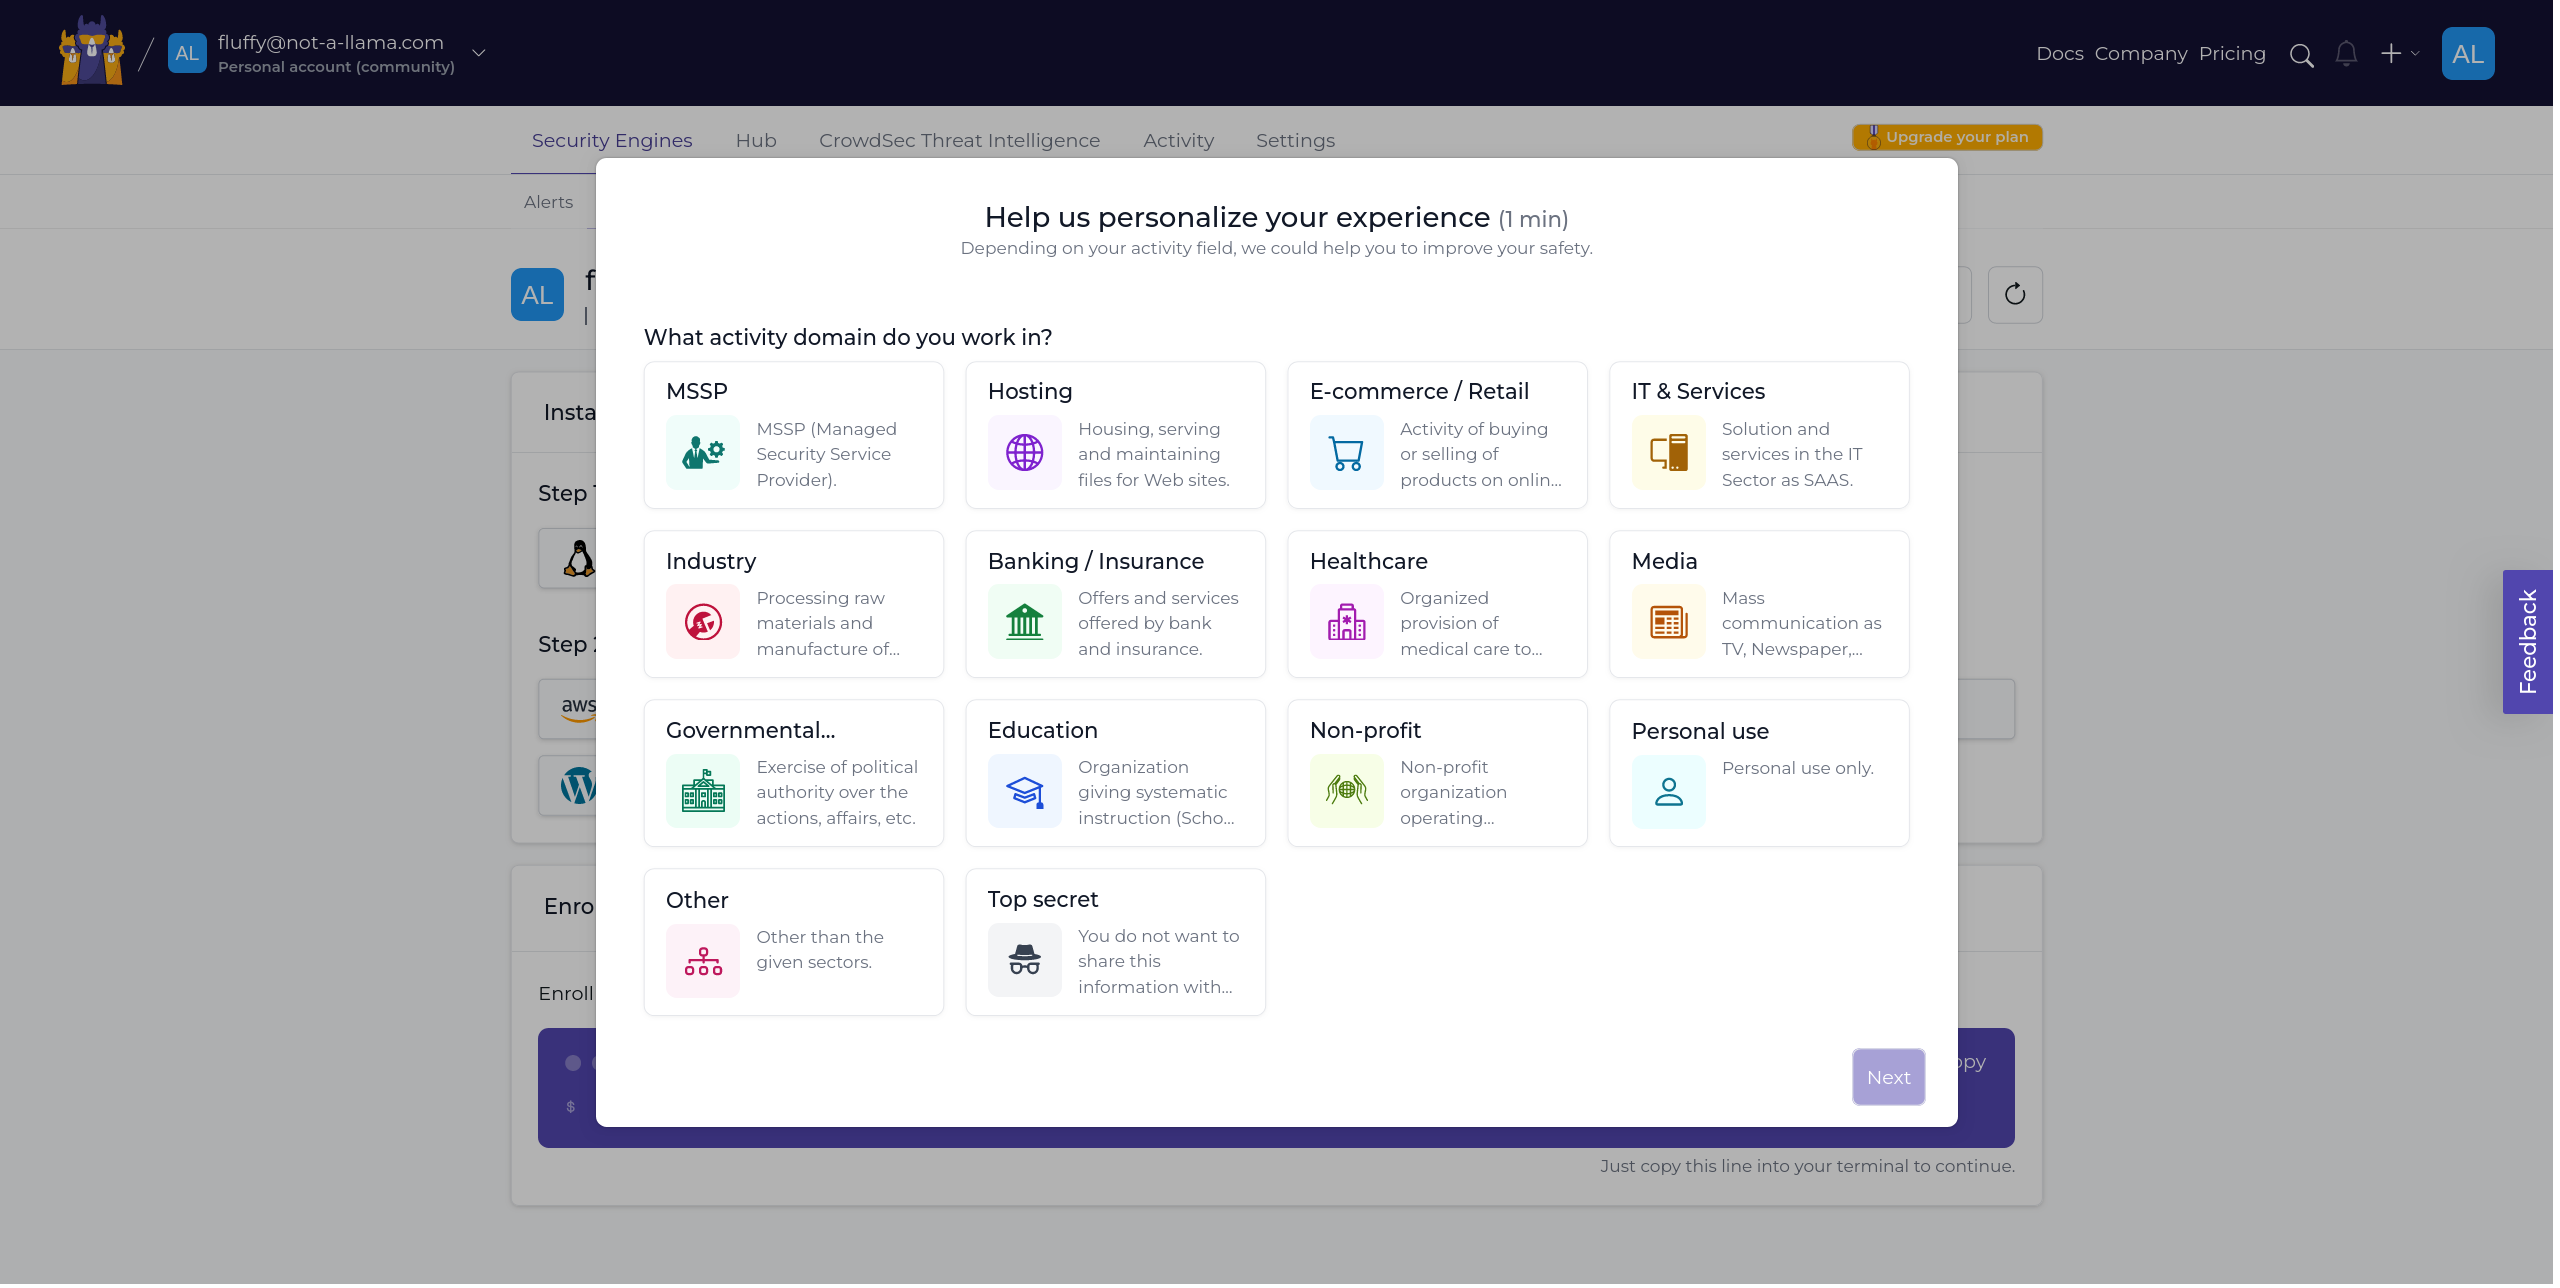 AL
fluffy@not-a-llama.com
Personal account (community)
Docs Company Pricing
AL
Security Engines Hub CrowdSec Threat Intelligence Activity Settings
Upgrade your plan
Alerts
AL
Help us personalize your experience (1 min)
Depending on your activity field, we could help you to improve your safety.
What activity domain do you work in?
MSSP
MSSP (Managed
Security Service
Provider).
Hosting
Housing, serving
and maintaining
files for Web sites.
E-commerce / Retail
Activity of buying
or selling of
products on onlin...
IT & Services
Solution and
services in the IT
Sector as SAAS.
Industry
Processing raw
materials and
manufacture of...
Banking / Insurance
Offers and services
offered by bank
and insurance.
Healthcare
Organized
provision of
medical care to...
Media
Mass
communication as
TV, Newspaper,...
Governmental...
Exercise of political
authority over the
actions, affairs, etc.
Education
Organization
giving systematic
instruction (Scho...
Non-profit
Non-profit
organization
operating...
Personal use
Personal use only.
Other
Other than the
given sectors.
Top secret
You do not want to
share this
information with...
Next
Step
Step
aws
Enroll
$
Just copy this line into your terminal to continue.
Feedback